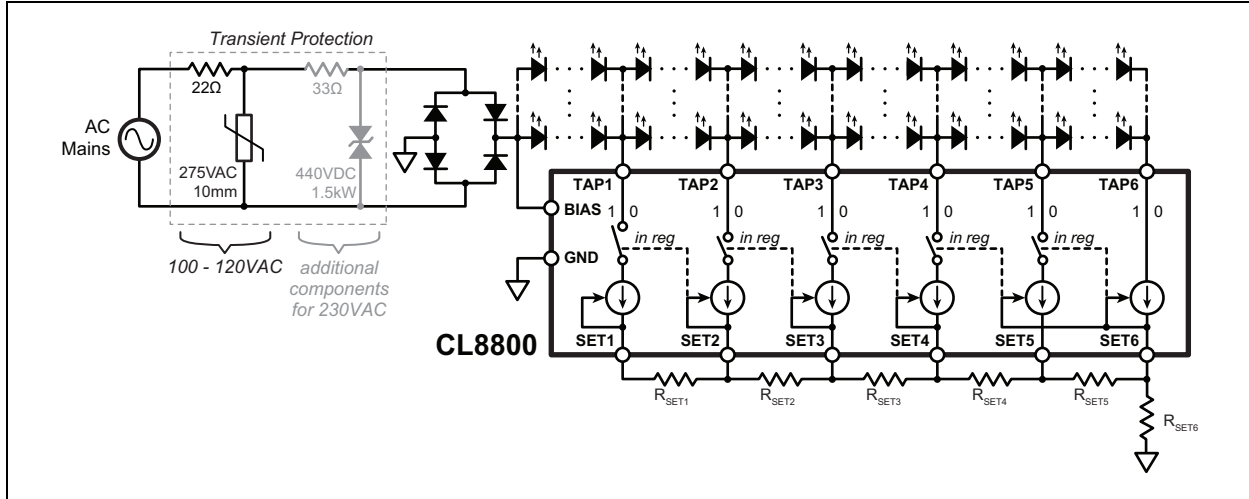 Transient Protection
22Ω
33Ω
AC
Mains
275VAC
10mm
440VDC
1.5kW
100 - 120VAC
additional
components
for 230VAC
TAP1 TAP2 TAP3 TAP4 TAP5 TAP6
BIAS
1 0 1 0 1 0 1 0 1 0 1 0
in reg in reg in reg in reg in reg
GND
CL8800
SET1 SET2 SET3 SET4 SET5 SET6
RSET1 RSET2 RSET3 RSET4 RSET5
RSET6